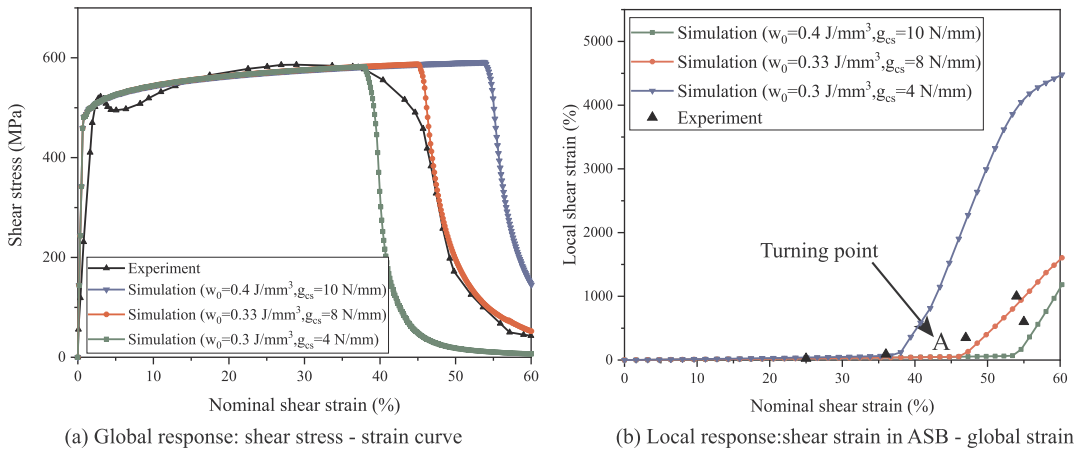 600
400
200
0
Shear stress (MPa)
Experiment
Simulation (w0=0.4 J/mm³,gcs=10 N/mm)
Simulation (w0=0.33 J/mm³,gcs=8 N/mm)
Simulation (w0=0.3 J/mm³,gcs=4 N/mm)
0 10 20 30 40 50 60
Nominal shear strain (%)
(a) Global response: shear stress - strain curve
5000
4000
3000
2000
1000
0
Local shear strain (%)
Simulation (w0=0.4 J/mm³,gcs=10 N/mm)
Simulation (w0=0.33 J/mm³,gcs=8 N/mm)
Simulation (w0=0.3 J/mm³,gcs=4 N/mm)
Experiment
Turning point
A
0 10 20 30 40 50 60
Nominal shear strain (%)
(b) Local response:shear strain in ASB - global strain